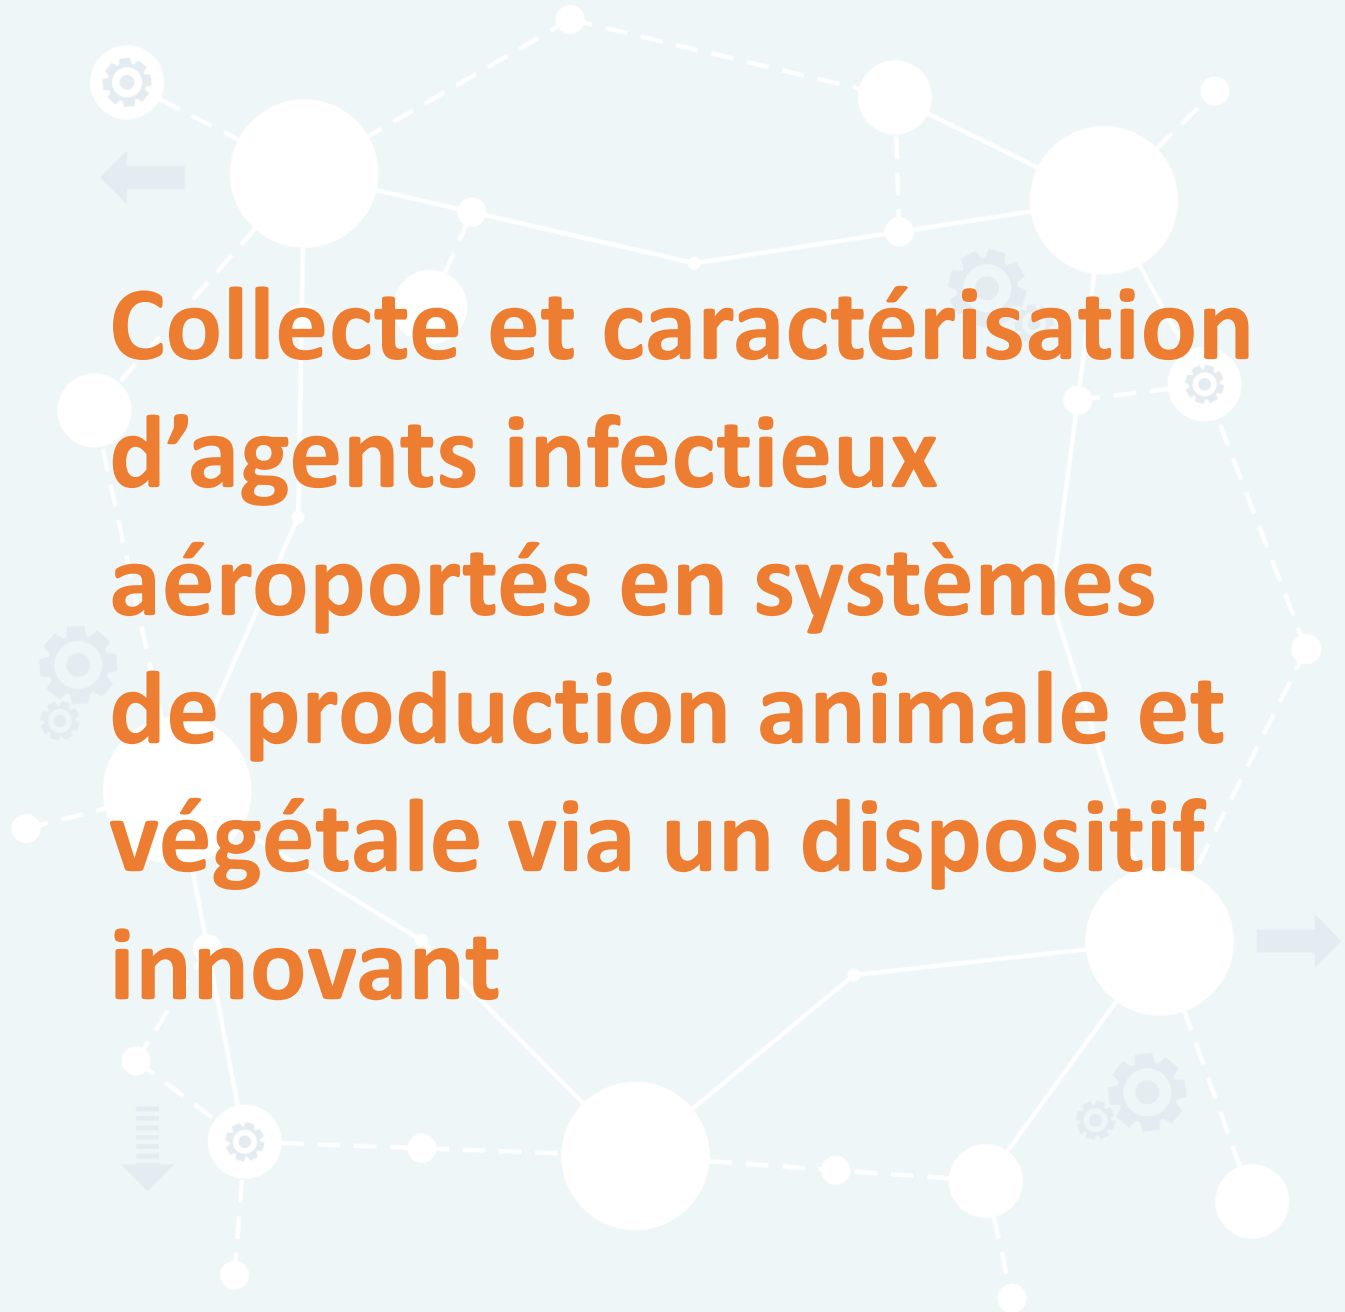 Collecte et caractérisation
d’agents infectieux
aéroportés en systèmes
de production animale et
végétale via un dispositif
innovant